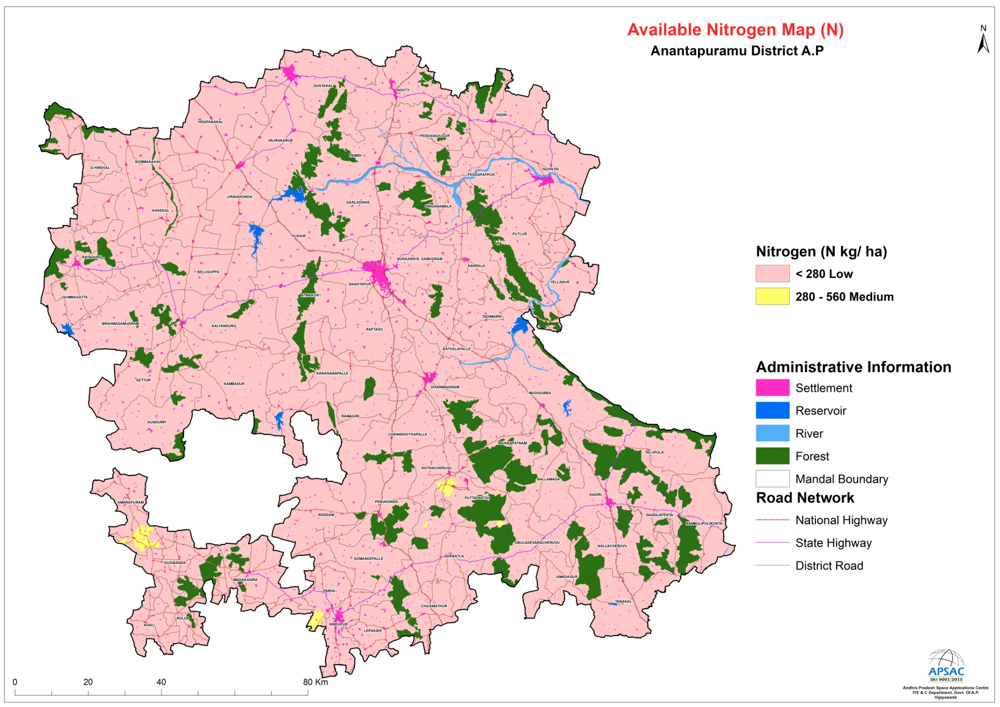 Available Nitrogen Map (N)
Anantapuramu District A.P
N
GUNTAKAL
GOOTY
YADIKI
VIDAPANAKAL
VAJRAKARUR
PEDDAVADUGUR
PAMIDI
BOMMANAHAL
D.HIREHAL
TADPATRI
PEDDAPAPPUR
URAVAKONDA
GARLADINNE
SINGANAMALA
KANEKAL
KUDAIR
PUTLUR
RAYADURG
BUKKARAYA SAMUDRAM
NARPALA
BELUGUPPA
YELLANUR
ANANTAPUR
ATMAKUR1
GUMMAGATTA
TADIMARRI
BRAHMASAMUDRAM
KALYANDURG
RAPTADU
BATHALAPALLE
KANAGANAPALLE
SETTUR
KAMBADUR
DHARMAVARAM
MUDIGUBBA
RAMAGIRI
KUNDURPI
CHENNEKOTHAPALLE
BUKKAPATNAM
TALUPULA
KOTHACHERUVU
NALLAMADA
KADIRI
PUTTAPARTHI
AMARAPURAM
PENUKONDA
RODDAM
GANDLAPENTA
NAMBULIPULIKUNTA
OBULADEVARACHERUVU
NALLACHERUVU
GORANTLA
SOMANDEPALLE
GUDIBANDA
AMADAGUR
MADAKASIRA
PARIGI
TANAKAL
CHILAMATHUR
ROLLA
AGALI
HINDUPUR
LEPAKSHI
Nitrogen (N kg/ ha)
< 280 Low
280 - 560 Medium
Administrative Information
Settlement
Reservoir
River
Forest
Mandal Boundary
Road Network
National Highway
State Highway
District Road
0 20 40 80 Km
APSAC
ISO 9001:2015
Andhra Pradesh Space Applications Centre
ITE & C Department, Govt. Of A.P.
Vijayawada